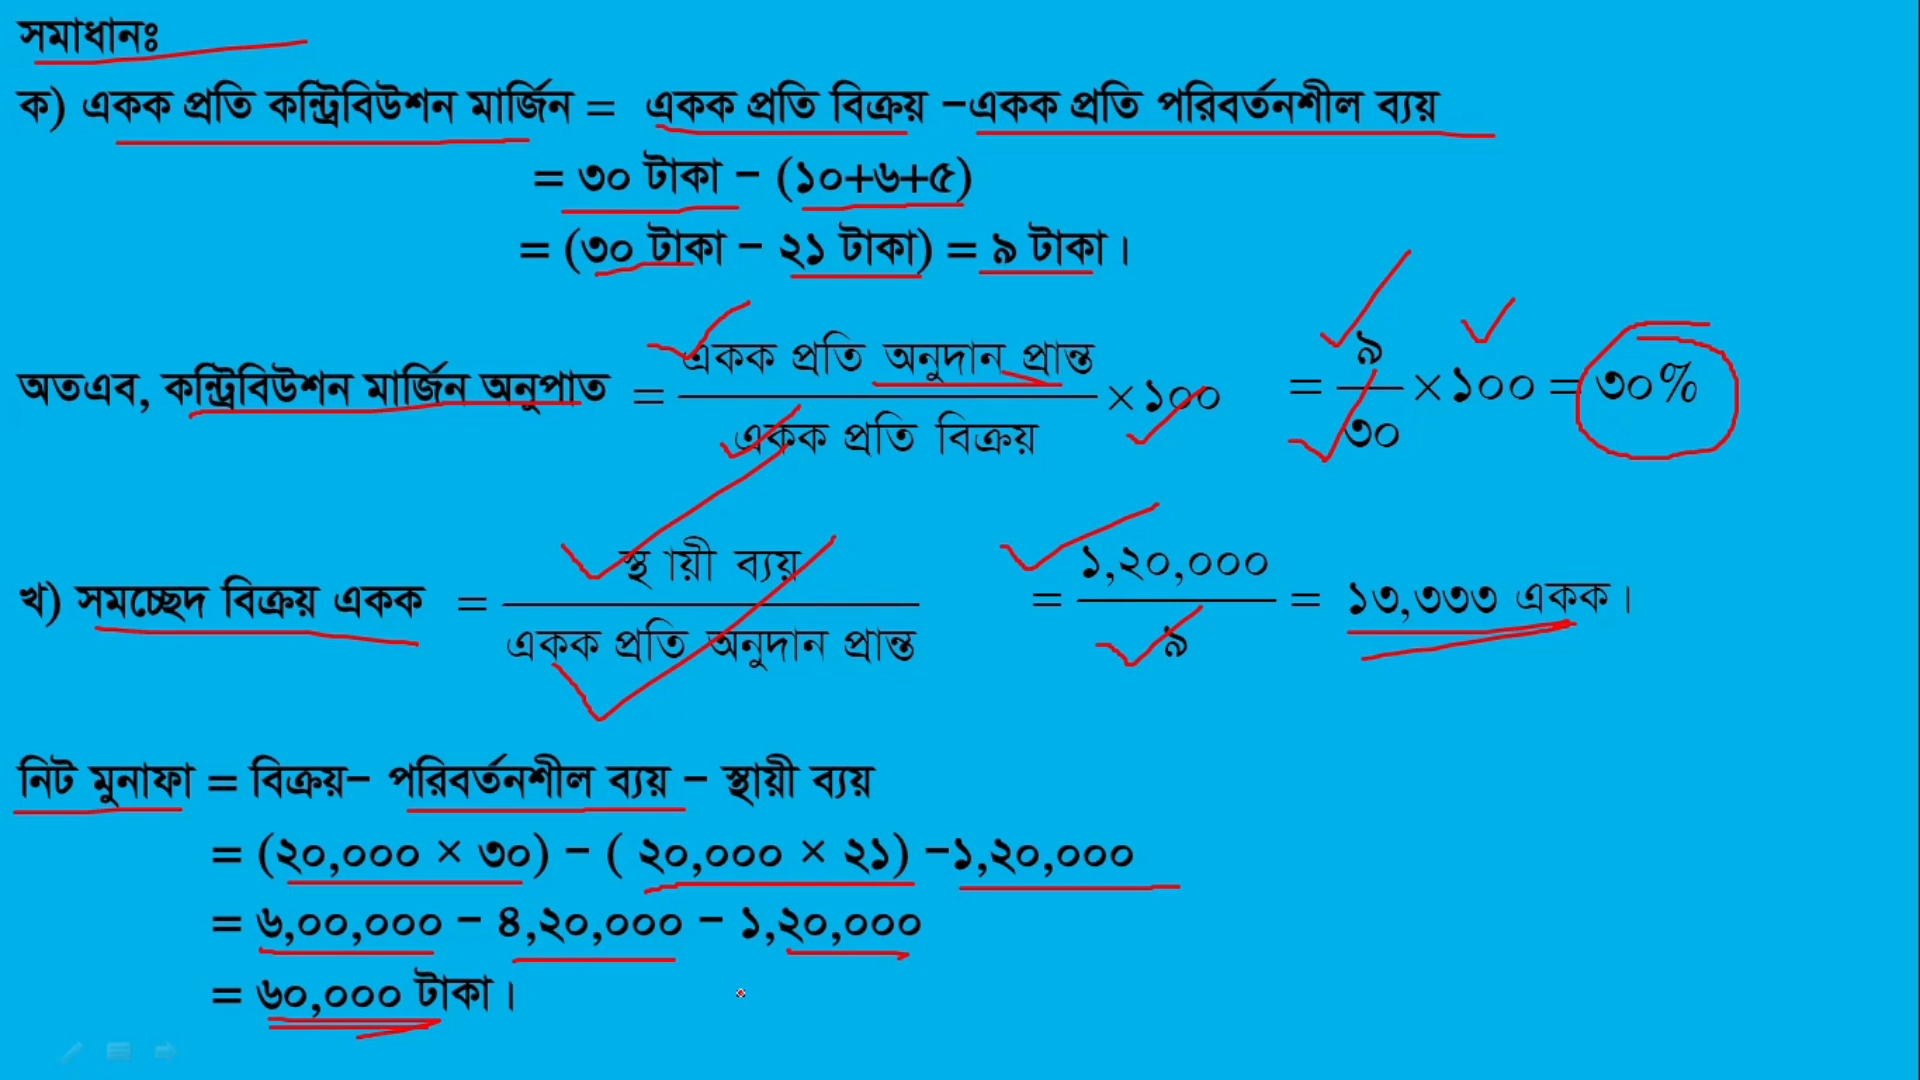 সমাধানঃ
ক) একক প্রতি কন্ট্রিবিউশন মার্জিন = একক প্রতি বিক্রয় −একক প্রতি পরিবর্তনশীল ব্যয়
= ৩০ টাকা − (১০+৬+৫)
= (৩০ টাকা − ২১ টাকা) = ৯ টাকা।
অতএব, কন্ট্রিবিউশন মার্জিন অনুপাত = একক প্রতি অনুদান প্রান্ত / একক প্রতি বিক্রয় × ১০০ = ৯ / ৩০ × ১০০ = ৩০%
খ) সমচ্ছেদ বিক্রয় একক = স্থায়ী ব্যয় / একক প্রতি অনুদান প্রান্ত = ১,২০,০০০ / ৯ = ১৩,৩৩৩ একক।
নিট মুনাফা = বিক্রয়− পরিবর্তনশীল ব্যয় − স্থায়ী ব্যয়
= (২০,০০০ × ৩০) − ( ২০,০০০ × ২১) −১,২০,০০০
= ৬,০০,০০০ − ৪,২০,০০০ − ১,২০,০০০
= ৬০,০০০ টাকা।